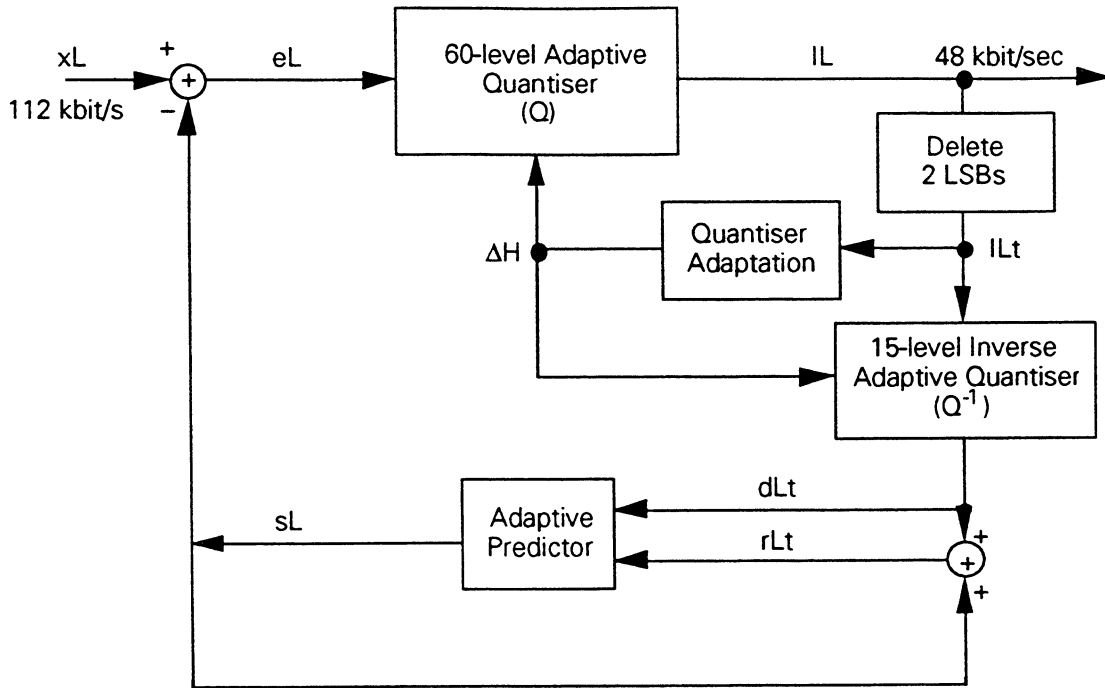 xL
+
+
−
112 kbit/s
eL
60-level Adaptive
Quantiser
(Q)
IL
48 kbit/sec
Delete
2 LSBs
ΔH
Quantiser
Adaptation
ILt
15-level Inverse
Adaptive Quantiser
(Q⁻¹)
sL
Adaptive
Predictor
dLt
rLt
+
+
+